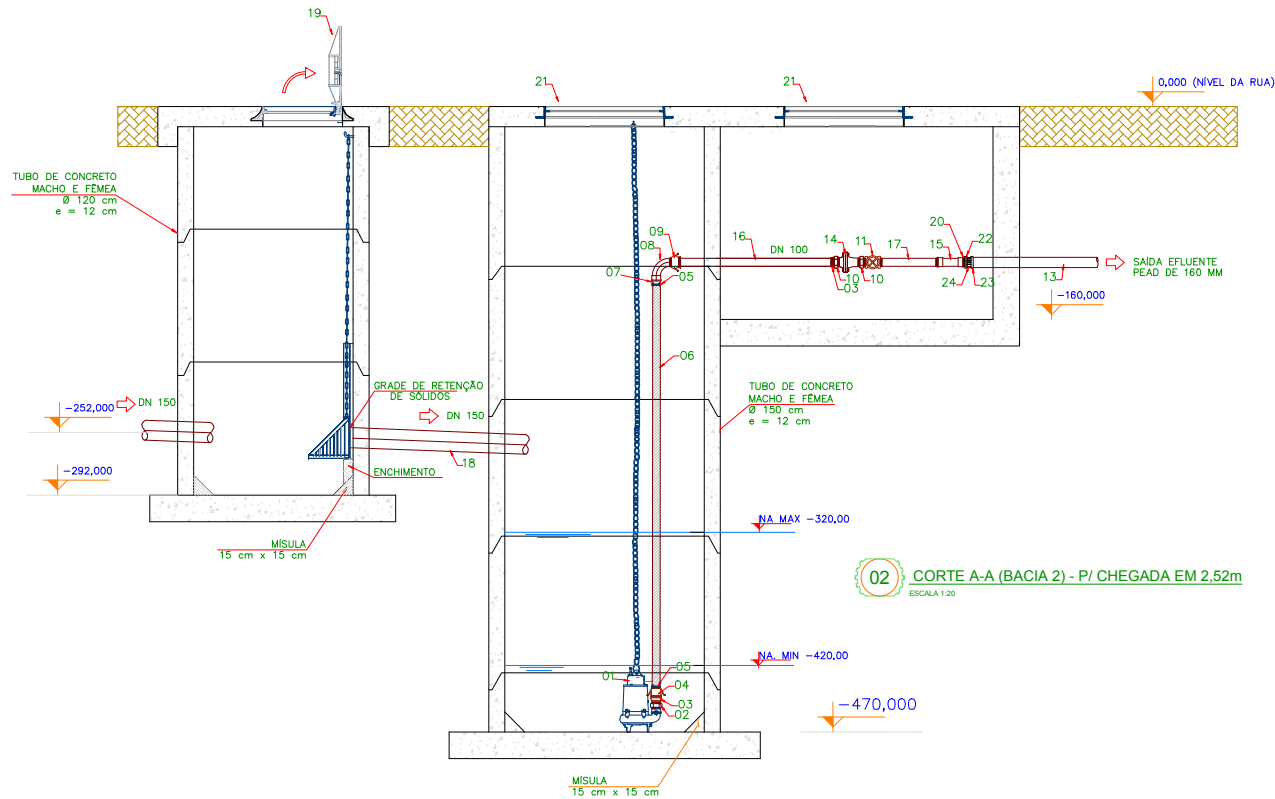 19
21
21
0,000 (NÍVEL DA RUA)
TUBO DE CONCRETO
MACHO E FÊMEA
Ø 120 cm
e = 12 cm
09
08
16
DN 100
14
11
17
15
20
22
07
05
10
03
10
24
23
13
SAÍDA EFLUENTE
PEAD DE 160 MM
-160,000
06
GRADE DE RETENÇÃO
DE SÓLIDOS
TUBO DE CONCRETO
MACHO E FÊMEA
Ø 150 cm
e = 12 cm
-252,000
DN 150
DN 150
18
-292,000
ENCHIMENTO
MÍSULA
15 cm x 15 cm
NA MAX -320,00
02
CORTE A-A (BACIA 2) - P/ CHEGADA EM 2,52m
ESCALA 1:20
NA. MIN -420,00
01
05
04
03
02
-470,000
MÍSULA
15 cm x 15 cm